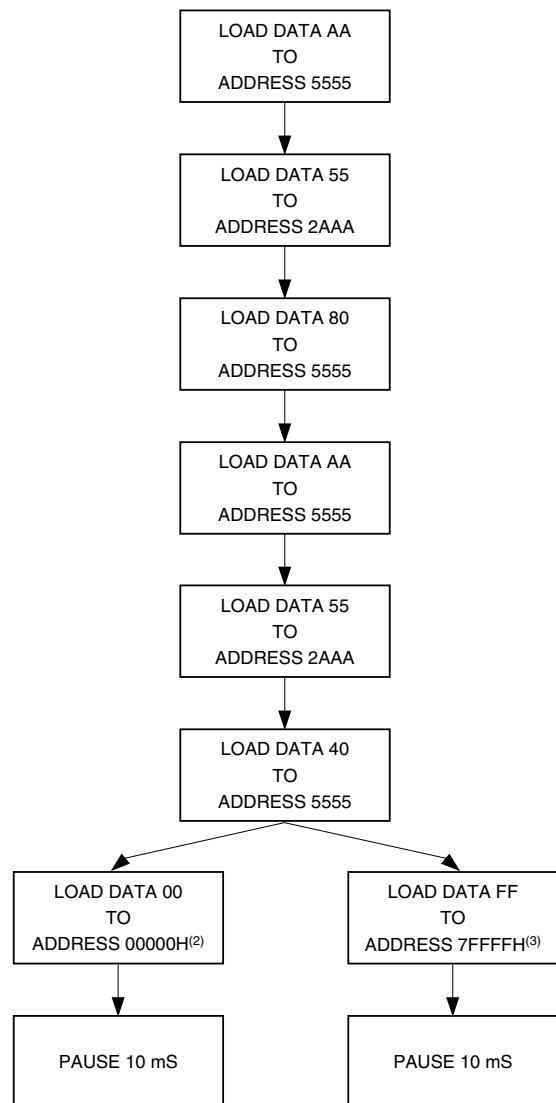 LOAD DATA AA
TO
ADDRESS 5555
LOAD DATA 55
TO
ADDRESS 2AAA
LOAD DATA 80
TO
ADDRESS 5555
LOAD DATA AA
TO
ADDRESS 5555
LOAD DATA 55
TO
ADDRESS 2AAA
LOAD DATA 40
TO
ADDRESS 5555
LOAD DATA 00
TO
ADDRESS 00000H(2)
LOAD DATA FF
TO
ADDRESS 7FFFFH(3)
PAUSE 10 mS
PAUSE 10 mS